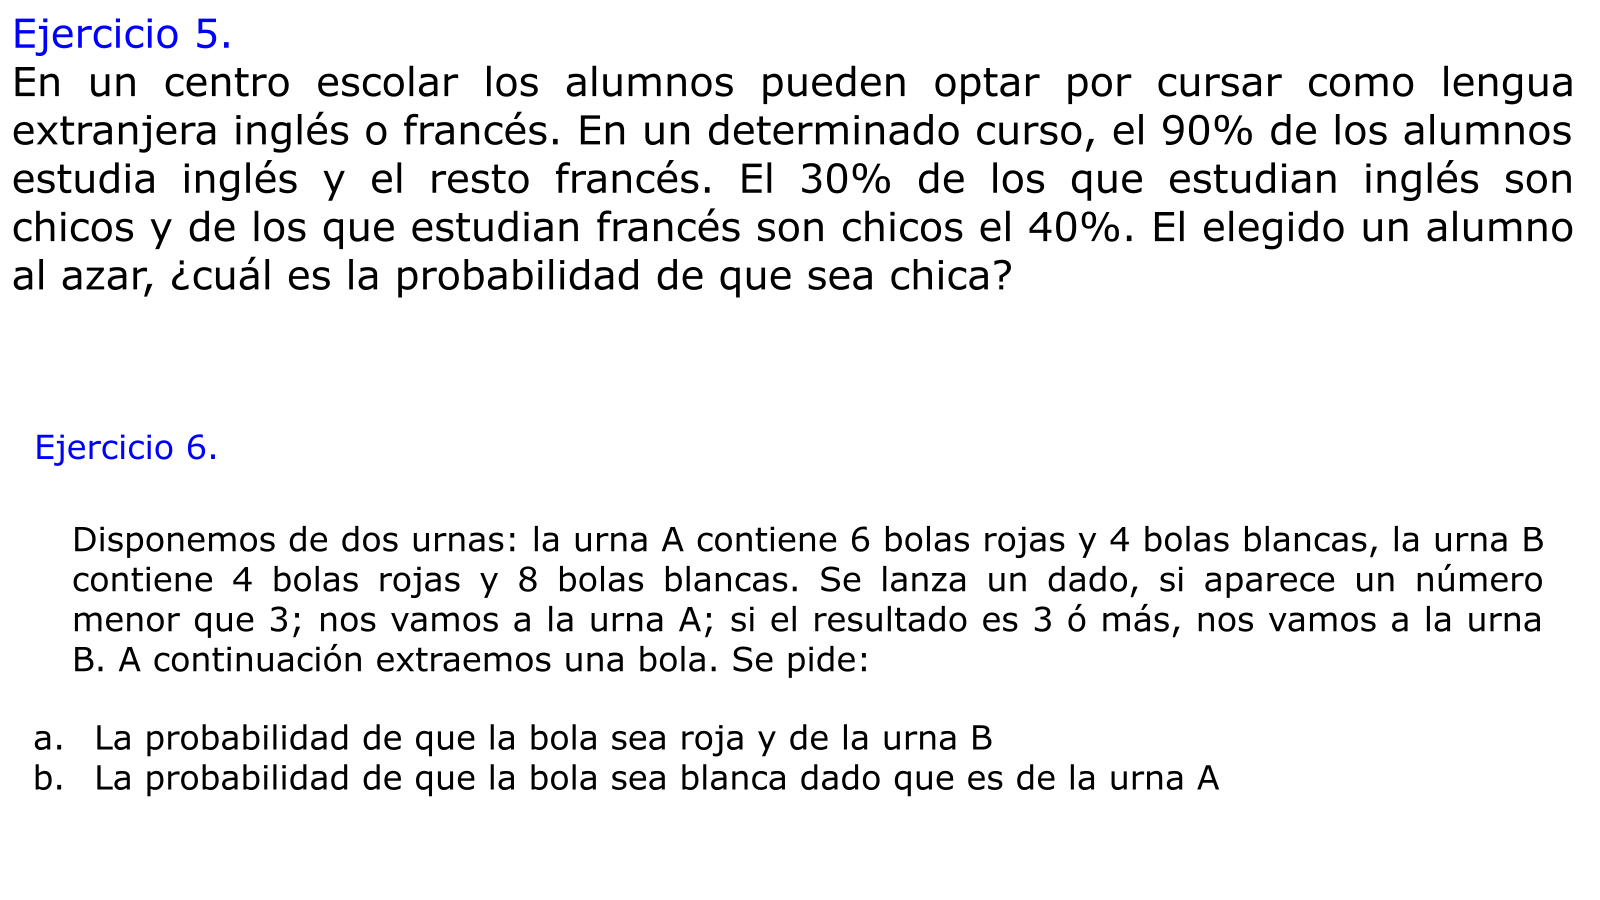 Ejercicio 5.
En un centro escolar los alumnos pueden optar por cursar como lengua
extranjera inglés o francés. En un determinado curso, el 90% de los alumnos
estudia inglés y el resto francés. El 30% de los que estudian inglés son
chicos y de los que estudian francés son chicos el 40%. El elegido un alumno
al azar, ¿cuál es la probabilidad de que sea chica?
Ejercicio 6.
Disponemos de dos urnas: la urna A contiene 6 bolas rojas y 4 bolas blancas, la urna B
contiene 4 bolas rojas y 8 bolas blancas. Se lanza un dado, si aparece un número
menor que 3; nos vamos a la urna A; si el resultado es 3 ó más, nos vamos a la urna
B. A continuación extraemos una bola. Se pide:
a. La probabilidad de que la bola sea roja y de la urna B
b. La probabilidad de que la bola sea blanca dado que es de la urna A